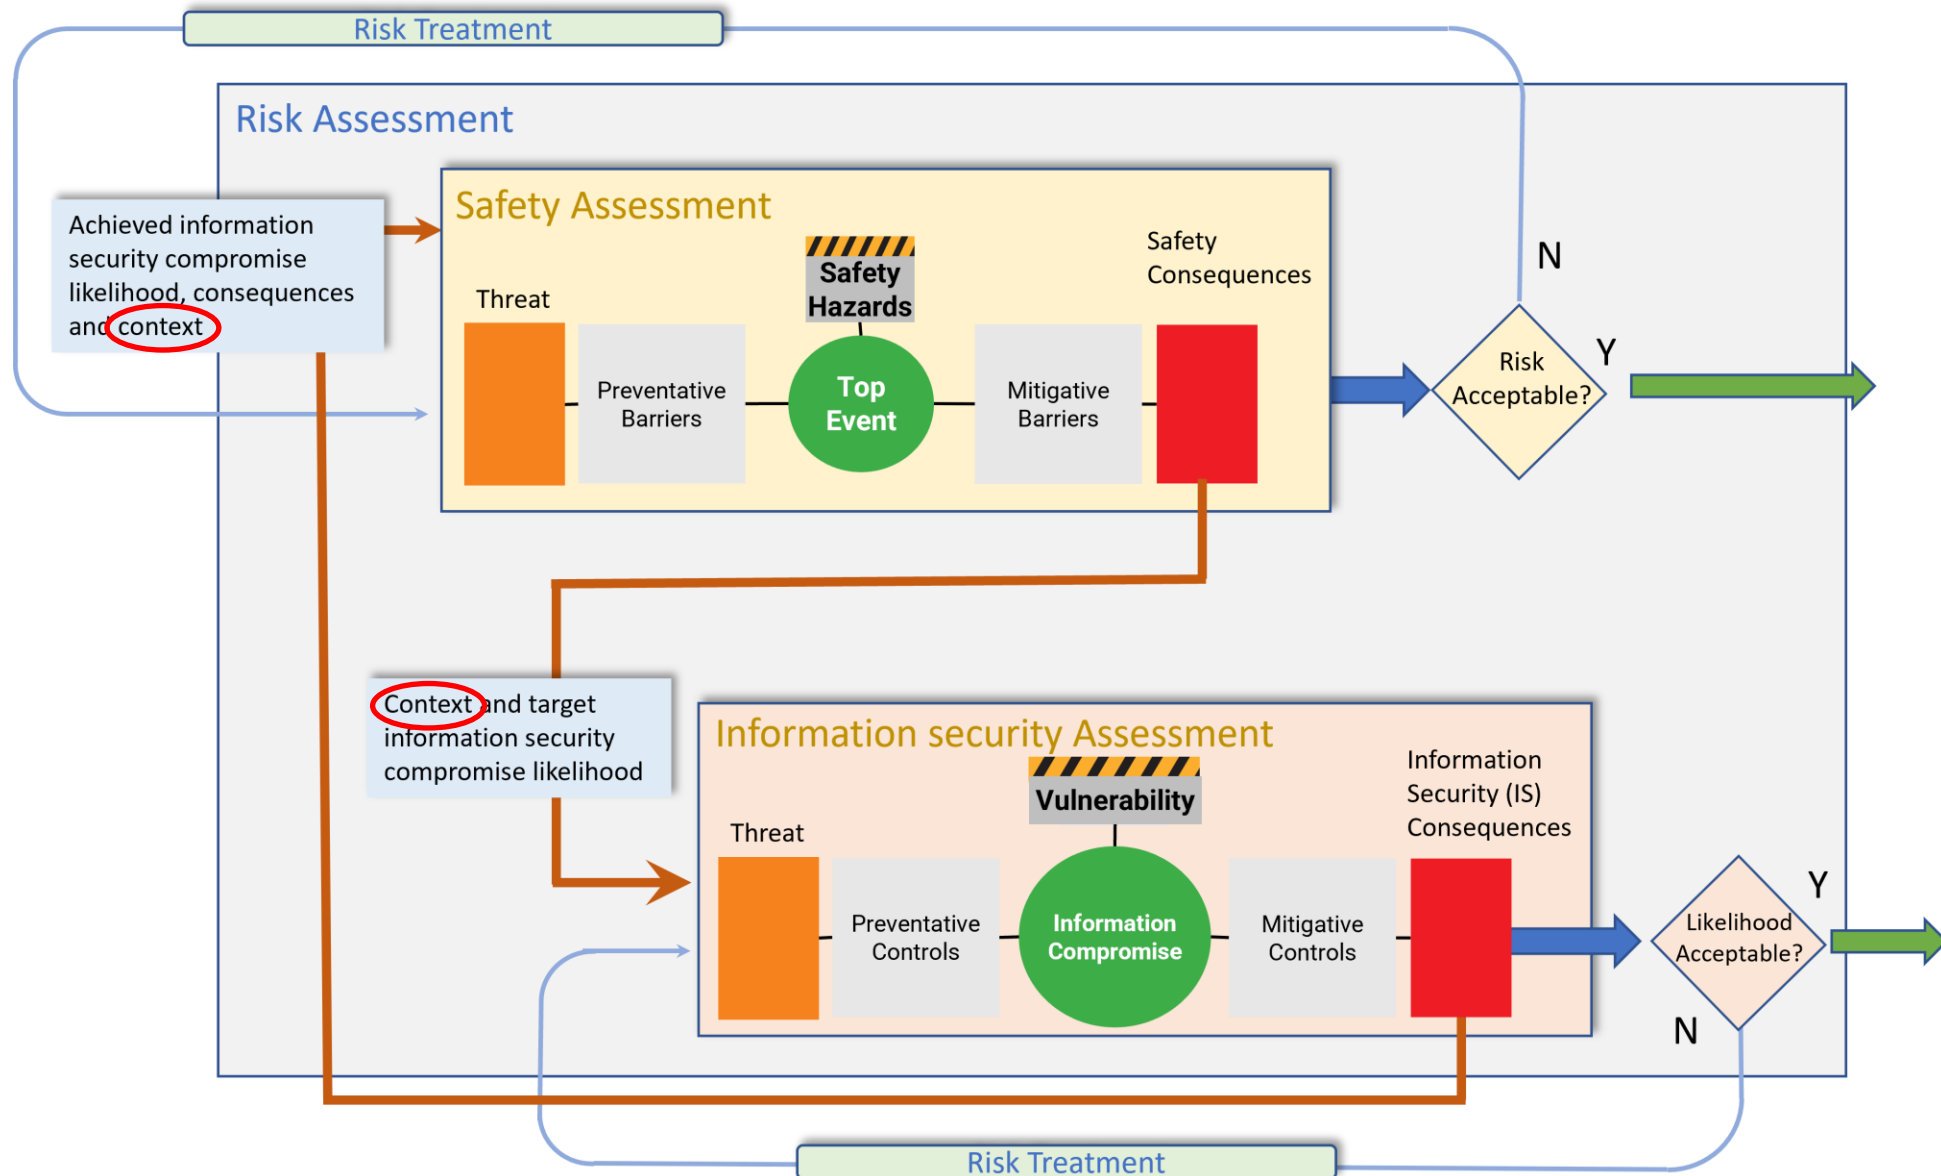 Risk Treatment
Risk Assessment
Achieved information
security compromise
likelihood, consequences
and context
Safety Assessment
Threat
Preventative
Barriers
Safety
Hazards
Top
Event
Mitigative
Barriers
Safety
Consequences
Risk
Acceptable?
N
Y
Context and target
information security
compromise likelihood
Information security Assessment
Threat
Preventative
Controls
Vulnerability
Information
Compromise
Mitigative
Controls
Information
Security (IS)
Consequences
Likelihood
Acceptable?
Y
N
Risk Treatment